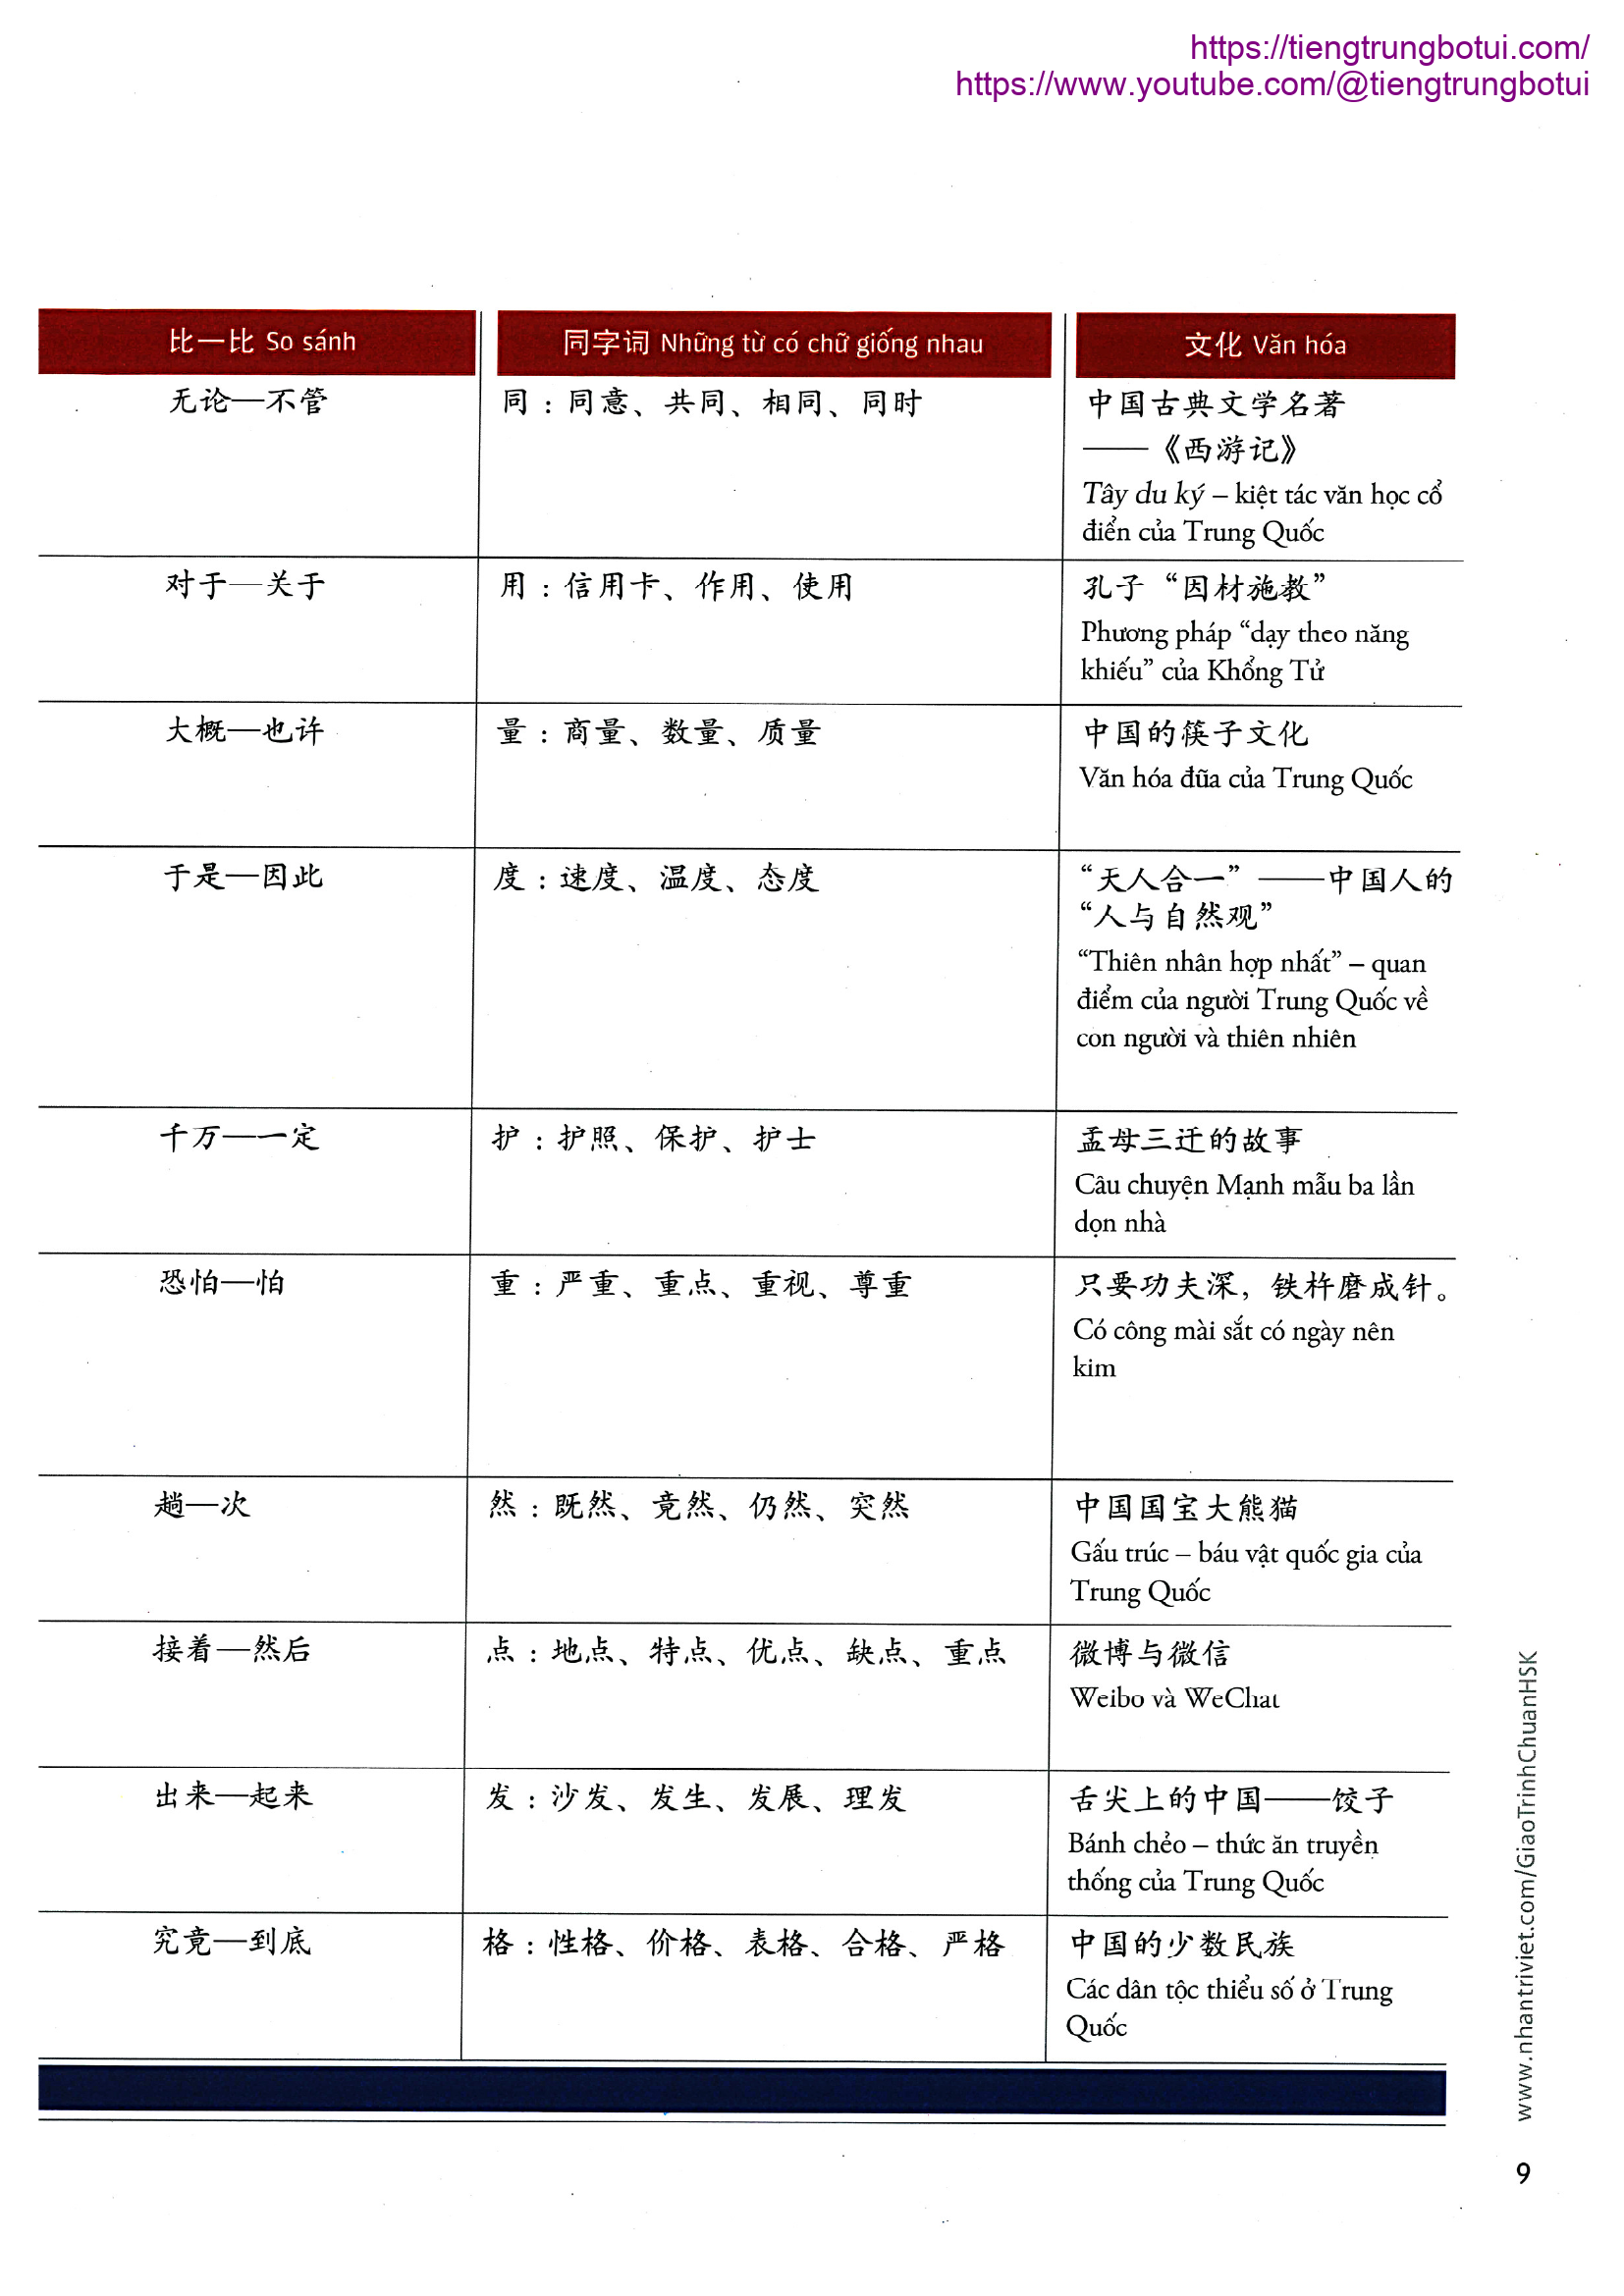 https://tiengtrungbotui.com/
https://www.youtube.com/@tiengtrungbotui
比一比 So sánh
同字词 Những từ có chữ giống nhau
文化 Văn hóa
无论—不管
同：同意、共同、相同、同时
中国古典文学名著
——《西游记》
Tây du ký – kiệt tác văn học cổ
điển của Trung Quốc
对于—关于
用：信用卡、作用、使用
孔子“因材施教”
Phương pháp “dạy theo năng
khiếu” của Khổng Tử
大概—也许
量：商量、数量、质量
中国的筷子文化
Văn hóa đũa của Trung Quốc
于是—因此
度：速度、温度、态度
“天人合一”——中国人的
“人与自然观”
“Thiên nhân hợp nhất” – quan
điểm của người Trung Quốc về
con người và thiên nhiên
千万—一定
护：护照、保护、护士
孟母三迁的故事
Câu chuyện Mạnh mẫu ba lần
dọn nhà
恐怕—怕
重：严重、重点、重视、尊重
只要功夫深，铁杵磨成针。
Có công mài sắt có ngày nên
kim
趟—次
然：既然、竟然、仍然、突然
中国国宝大熊猫
Gấu trúc – báu vật quốc gia của
Trung Quốc
接着—然后
点：地点、特点、优点、缺点、重点
微博与微信
Weibo và WeChat
出来—起来
发：沙发、发生、发展、理发
舌尖上的中国——饺子
Bánh chẻo – thức ăn truyền
thống của Trung Quốc
究竟—到底
格：性格、价格、表格、合格、严格
中国的少数民族
Các dân tộc thiểu số ở Trung
Quốc
www.nhantriviet.com/GiaoTrinhChuanHSK
9